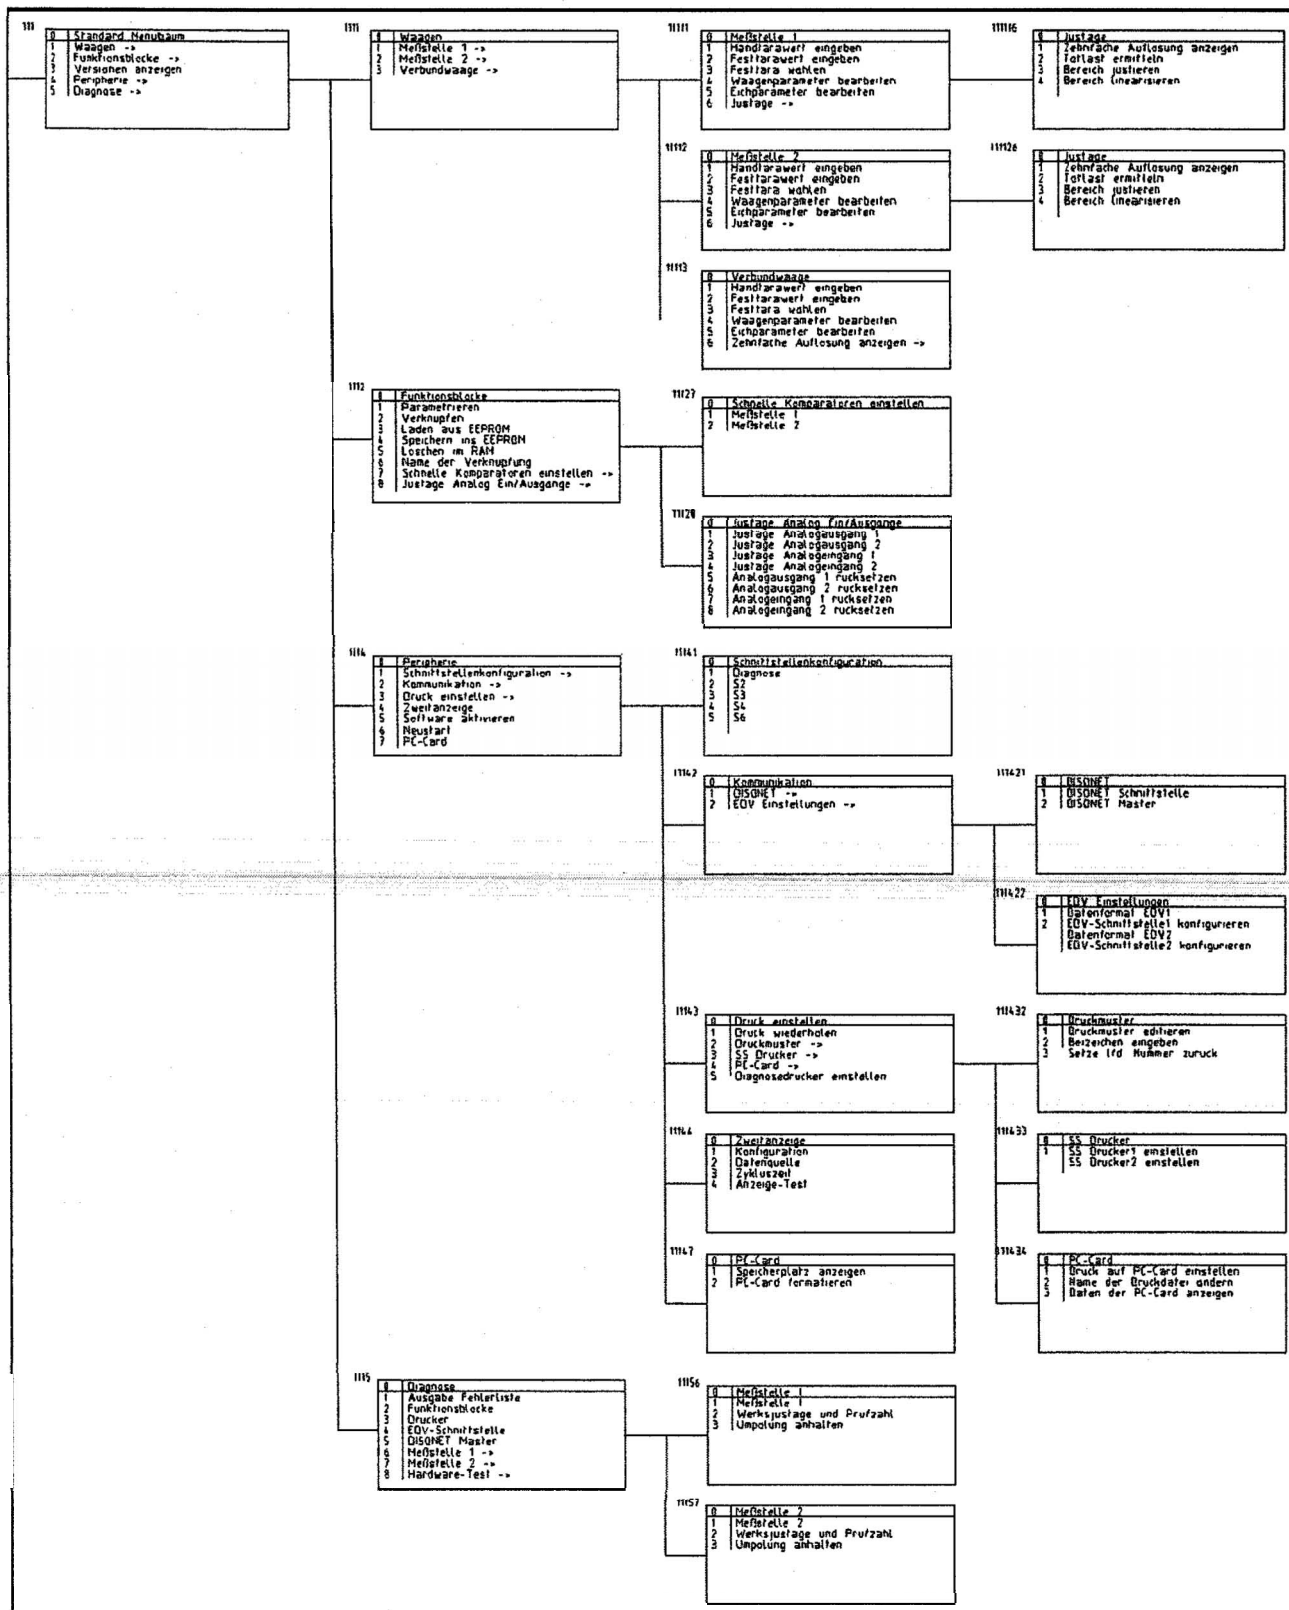 111
0 Standard Menubaum
1 Waagen ->
2 Funktionsblocke ->
3 Versionen anzeigen
4 Peripherie ->
5 Diagnose ->
1111
0 Waagen
1 Meßstelle 1 ->
2 Meßstelle 2 ->
3 Verbundwaage ->
11111
0 Meßstelle 1
1 Handtarawert eingeben
2 Festtarawert eingeben
3 Festtara wahlen
4 Waagenparameter bearbeiten
5 Eichparameter bearbeiten
6 Justage ->
111116
0 Justage
1 Zehnfache Auflosung anzeigen
2 Totlast ermitteln
3 Bereich justieren
4 Bereich linearisieren
11112
0 Meßstelle 2
1 Handtarawert eingeben
2 Festtarawert eingeben
3 Festtara wahlen
4 Waagenparameter bearbeiten
5 Eichparameter bearbeiten
6 Justage ->
111126
0 Justage
1 Zehnfache Auflosung anzeigen
2 Totlast ermitteln
3 Bereich justieren
4 Bereich linearisieren
11113
0 Verbundwaage
1 Handtarawert eingeben
2 Festtarawert eingeben
3 Festtara wahlen
4 Waagenparameter bearbeiten
5 Eichparameter bearbeiten
6 Zehnfache Auflosung anzeigen ->
1112
0 Funktionsblocke
1 Parametrieren
2 Verknupfen
3 Laden aus EEPROM
4 Speichern ins EEPROM
5 Loschen im RAM
6 Name der Verknupfung
7 Schnelle Komparatoren einstellen ->
8 Justage Analog Ein/Ausgange ->
11127
0 Schnelle Komparatoren einstellen
1 Meßstelle 1
2 Meßstelle 2
11128
0 Justage Analog Ein/Ausgange
1 Justage Analogausgang 1
2 Justage Analogausgang 2
3 Justage Analogeingang 1
4 Justage Analogeingang 2
5 Analogausgang 1 rucksetzen
6 Analogausgang 2 rucksetzen
7 Analogeingang 1 rucksetzen
8 Analogeingang 2 rucksetzen
1114
0 Peripherie
1 Schnittstellenkonfiguration ->
2 Kommunikation ->
3 Druck einstellen ->
4 Zweitanzeige
5 Software aktivieren
6 Neustart
7 PC-Card
11141
0 Schnittstellenkonfiguration
1 Diagnose
2 S2
3 S3
4 S4
5 S6
11142
0 Kommunikation
1 DISONET ->
2 EDV Einstellungen ->
111421
0 DISONET
1 DISONET Schnittstelle
2 DISONET Master
111422
0 EDV Einstellungen
1 Datenformat EDV1
2 EDV-Schnittstelle1 konfigurieren
Datenformat EDV2
EDV-Schnittstelle2 konfigurieren
11143
0 Druck einstellen
1 Druck wiederholen
2 Druckmuster ->
3 SS Drucker ->
4 PC-Card ->
5 Diagnosedrucker einstellen
111432
0 Druckmuster
1 Druckmuster editieren
2 Beizeichen eingeben
3 Setze lfd Nummer zuruck
11144
0 Zweitanzeige
1 Konfiguration
2 Datenquelle
3 Zykluszeit
4 Anzeige-Test
111433
0 SS Drucker
1 SS Drucker1 einstellen
SS Drucker2 einstellen
11147
0 PC-Card
1 Speicherplatz anzeigen
2 PC-Card formatieren
111434
0 PC-Card
1 Druck auf PC-Card einstellen
2 Name der Druckdatei andern
3 Daten der PC-Card anzeigen
1115
0 Diagnose
1 Ausgabe Fehlerliste
2 Funktionsblocke
3 Drucker
4 EDV-Schnittstelle
5 DISONET Master
6 Meßstelle 1 ->
7 Meßstelle 2 ->
8 Hardware-Test ->
11156
0 Meßstelle 1
1 Meßstelle 1
2 Werksjustage und Prufzahl
3 Umpolung anhalten
11157
0 Meßstelle 2
1 Meßstelle 2
2 Werksjustage und Prufzahl
3 Umpolung anhalten